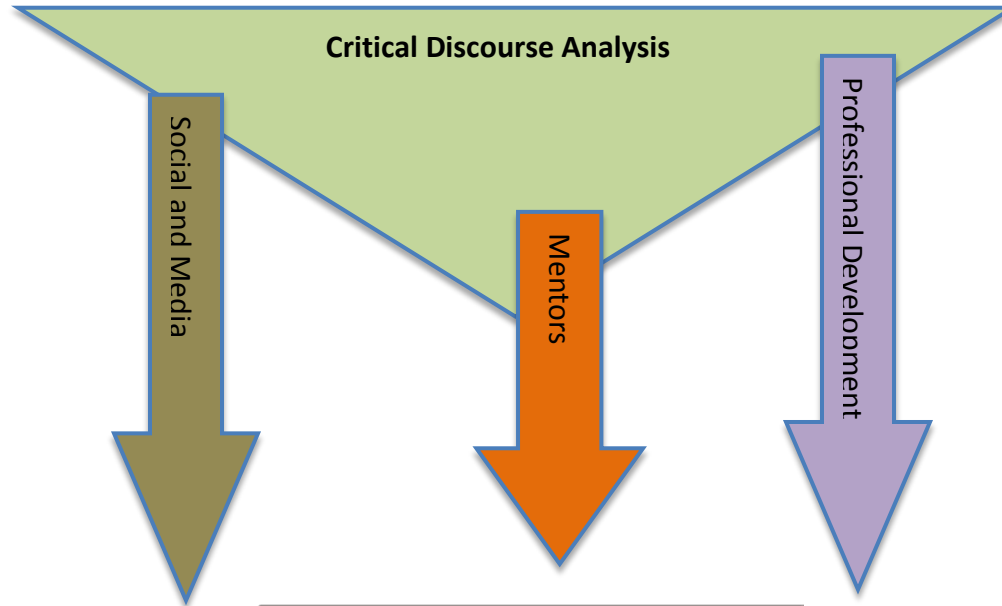 Critical Discourse Analysis
Social and Media
Mentors
Professional Development